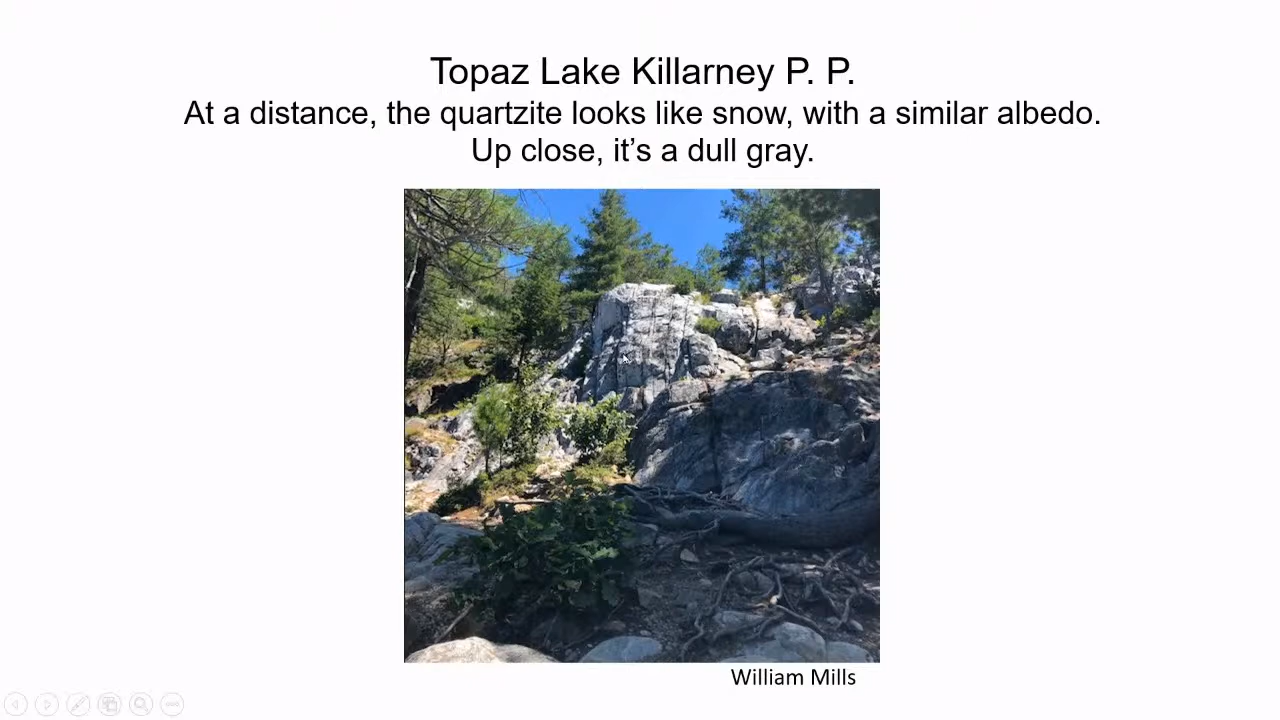 Topaz Lake Killarney P. P.
At a distance, the quartzite looks like snow, with a similar albedo.
Up close, it’s a dull gray.
William Mills